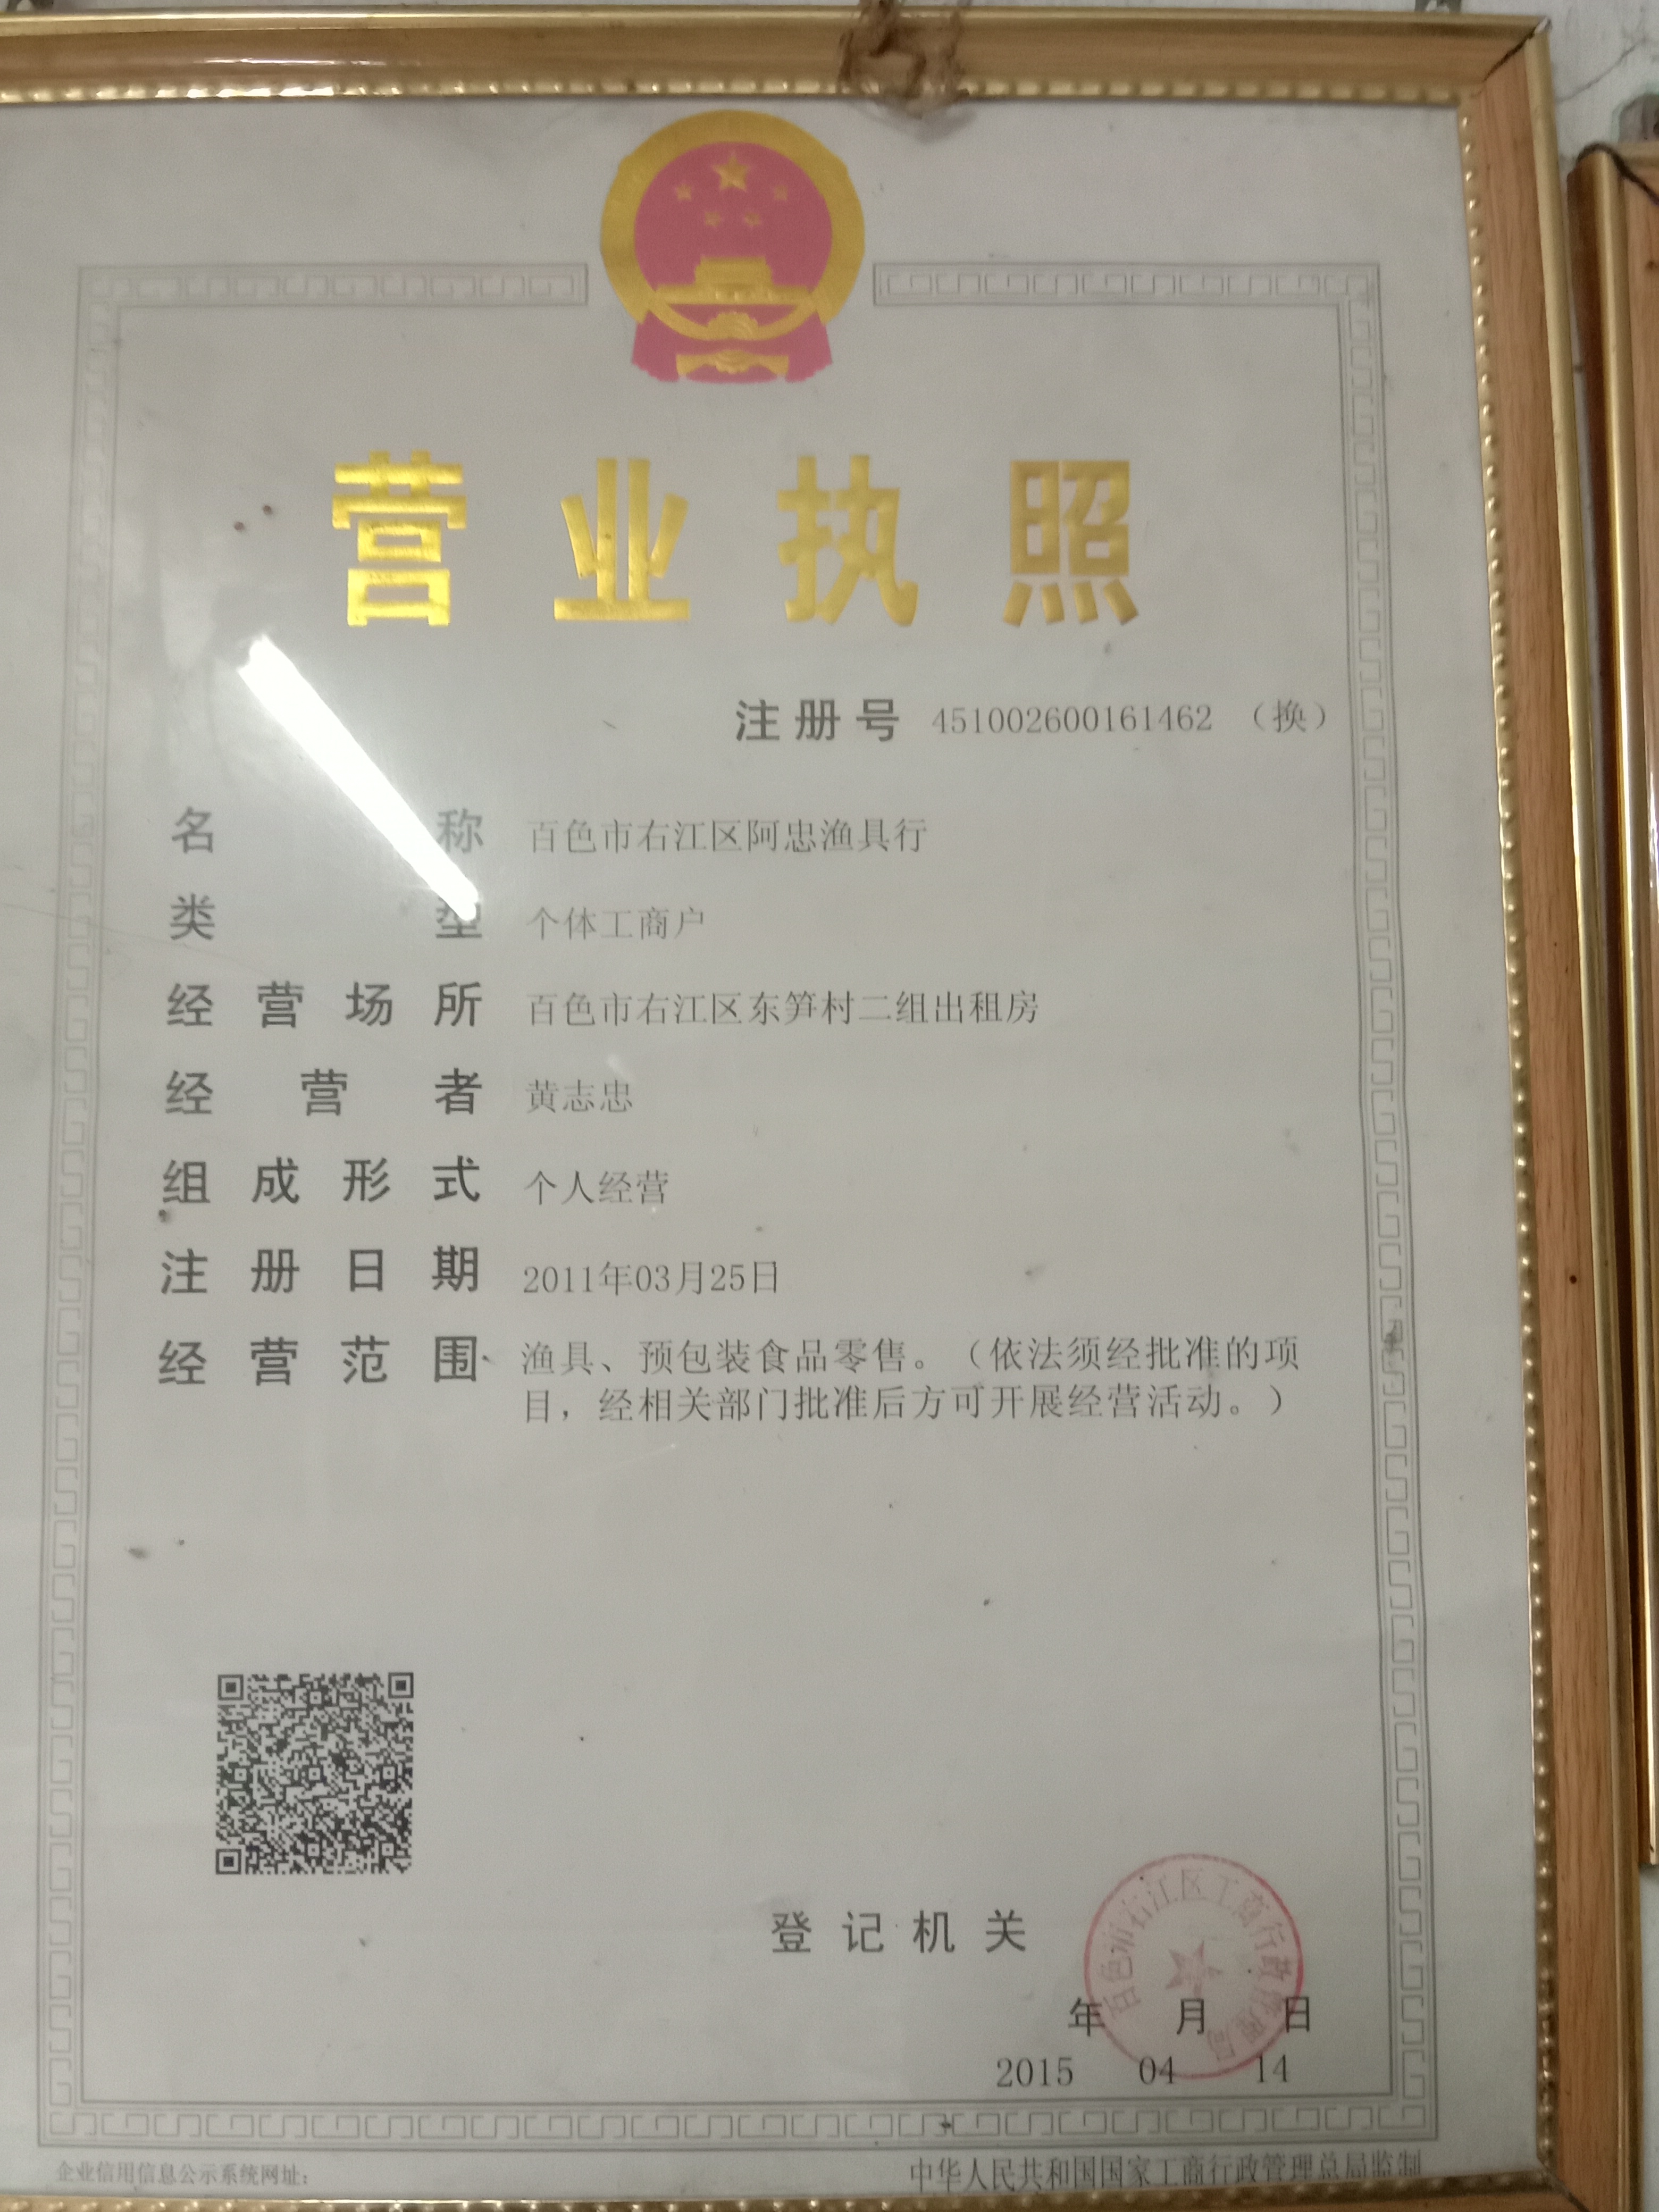 营业执照
注册号 451002600161462 （换）
名称 百色市右江区阿忠渔具行
类型 个体工商户
经营场所 百色市右江区东笋村二组出租房
经营者 黄志忠
组成形式 个人经营
注册日期 2011年03月25日
经营范围 渔具、预包装食品零售。（依法须经批准的项
目，经相关部门批准后方可开展经营活动。）
登记机关
百色市右江区工商行政管理局
年 月 日
2015 04 14
企业信用信息公示系统网址：
中华人民共和国国家工商行政管理总局监制